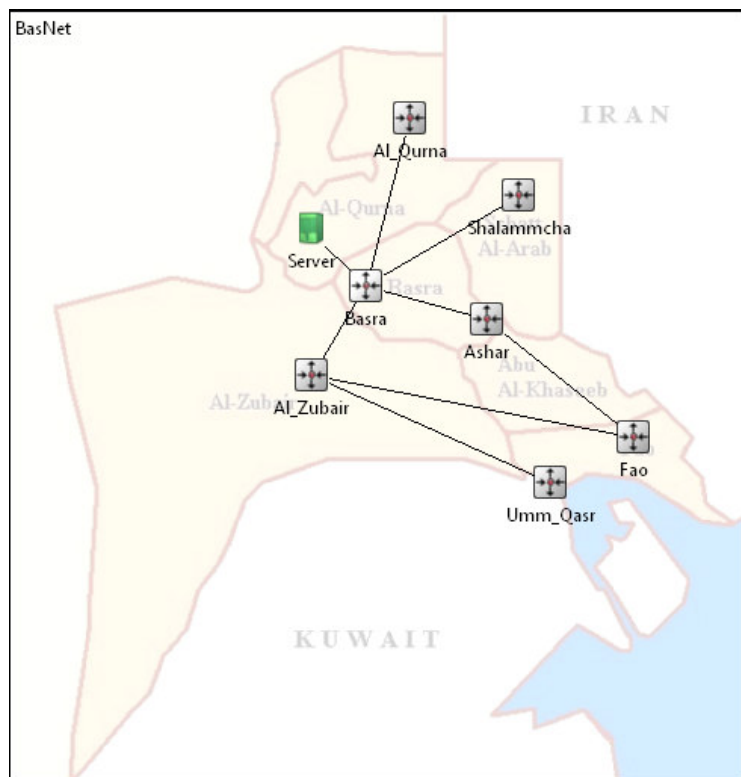 BasNet
IRAN
Al_Qurna
Al-Qurna
Shalammcha
Al-Arab
Server
Basra
Basra
Ashar
Abu
Al-Khaseeb
Al-Zubair
Al_Zubair
Fao
Umm_Qasr
KUWAIT